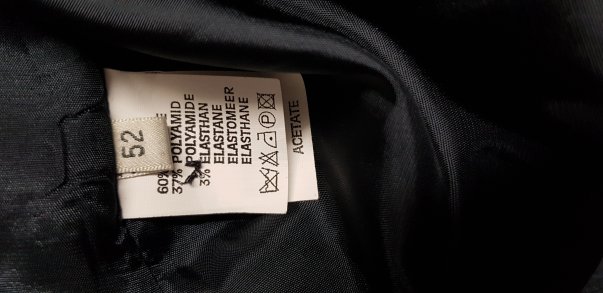 52
60%
37% POLYAMID
POLYAMIDE
3% ELASTHAN
ELASTANE
ELASTOMEER
ELASTHANE
ACETATE